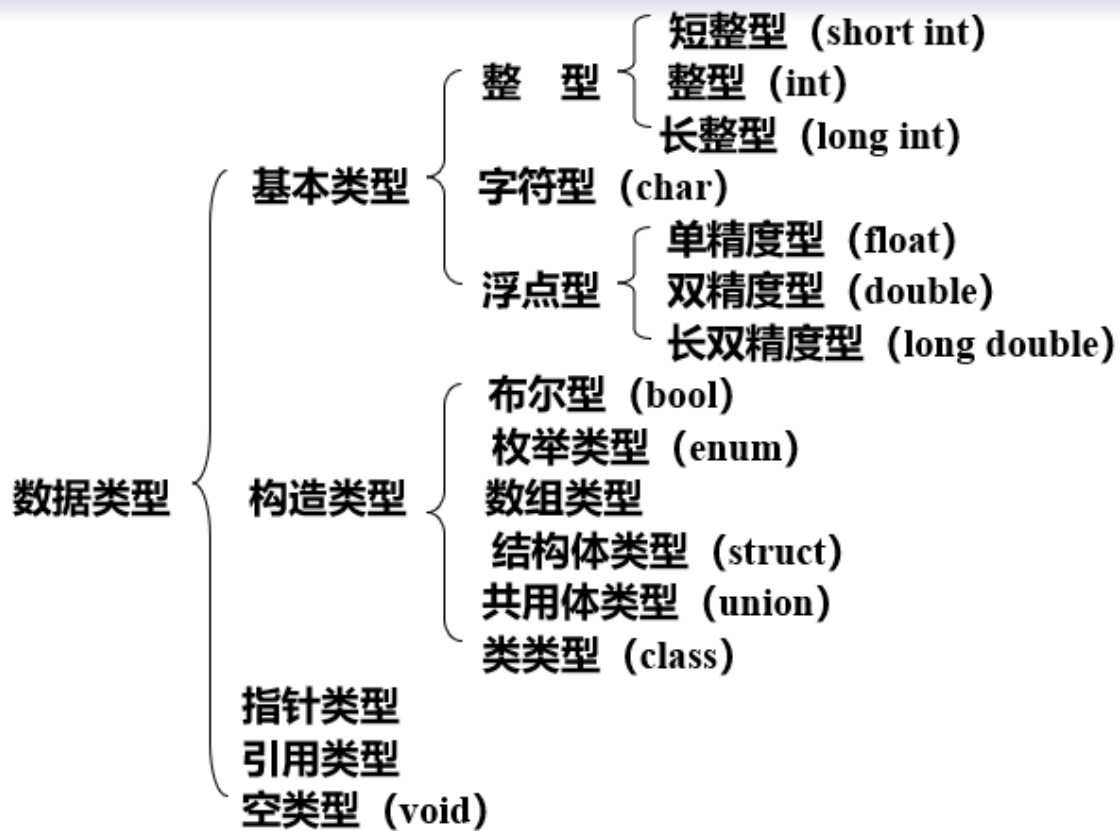 短整型（short int）
整　型
整型（int）
长整型（long int）
基本类型
字符型（char）
单精度型（float）
浮点型
双精度型（double）
长双精度型（long double）
布尔型（bool）
枚举类型（enum）
数据类型
构造类型
数组类型
结构体类型（struct）
共用体类型（union）
类类型（class）
指针类型
引用类型
空类型（void）